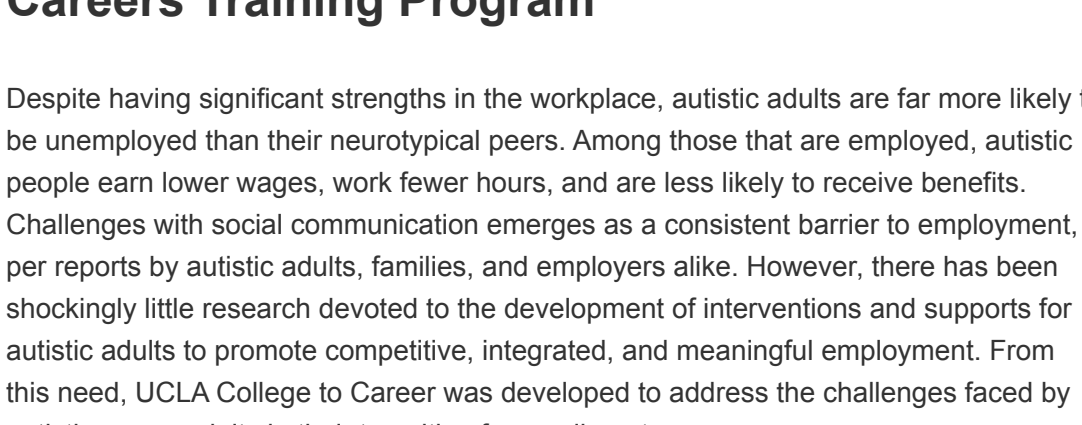 Careers Training Program
Despite having significant strengths in the workplace, autistic adults are far more likely
be unemployed than their neurotypical peers. Among those that are employed, autistic
people earn lower wages, work fewer hours, and are less likely to receive benefits.
Challenges with social communication emerges as a consistent barrier to employment,
per reports by autistic adults, families, and employers alike. However, there has been
shockingly little research devoted to the development of interventions and supports for
autistic adults to promote competitive, integrated, and meaningful employment. From
this need, UCLA College to Career was developed to address the challenges faced by